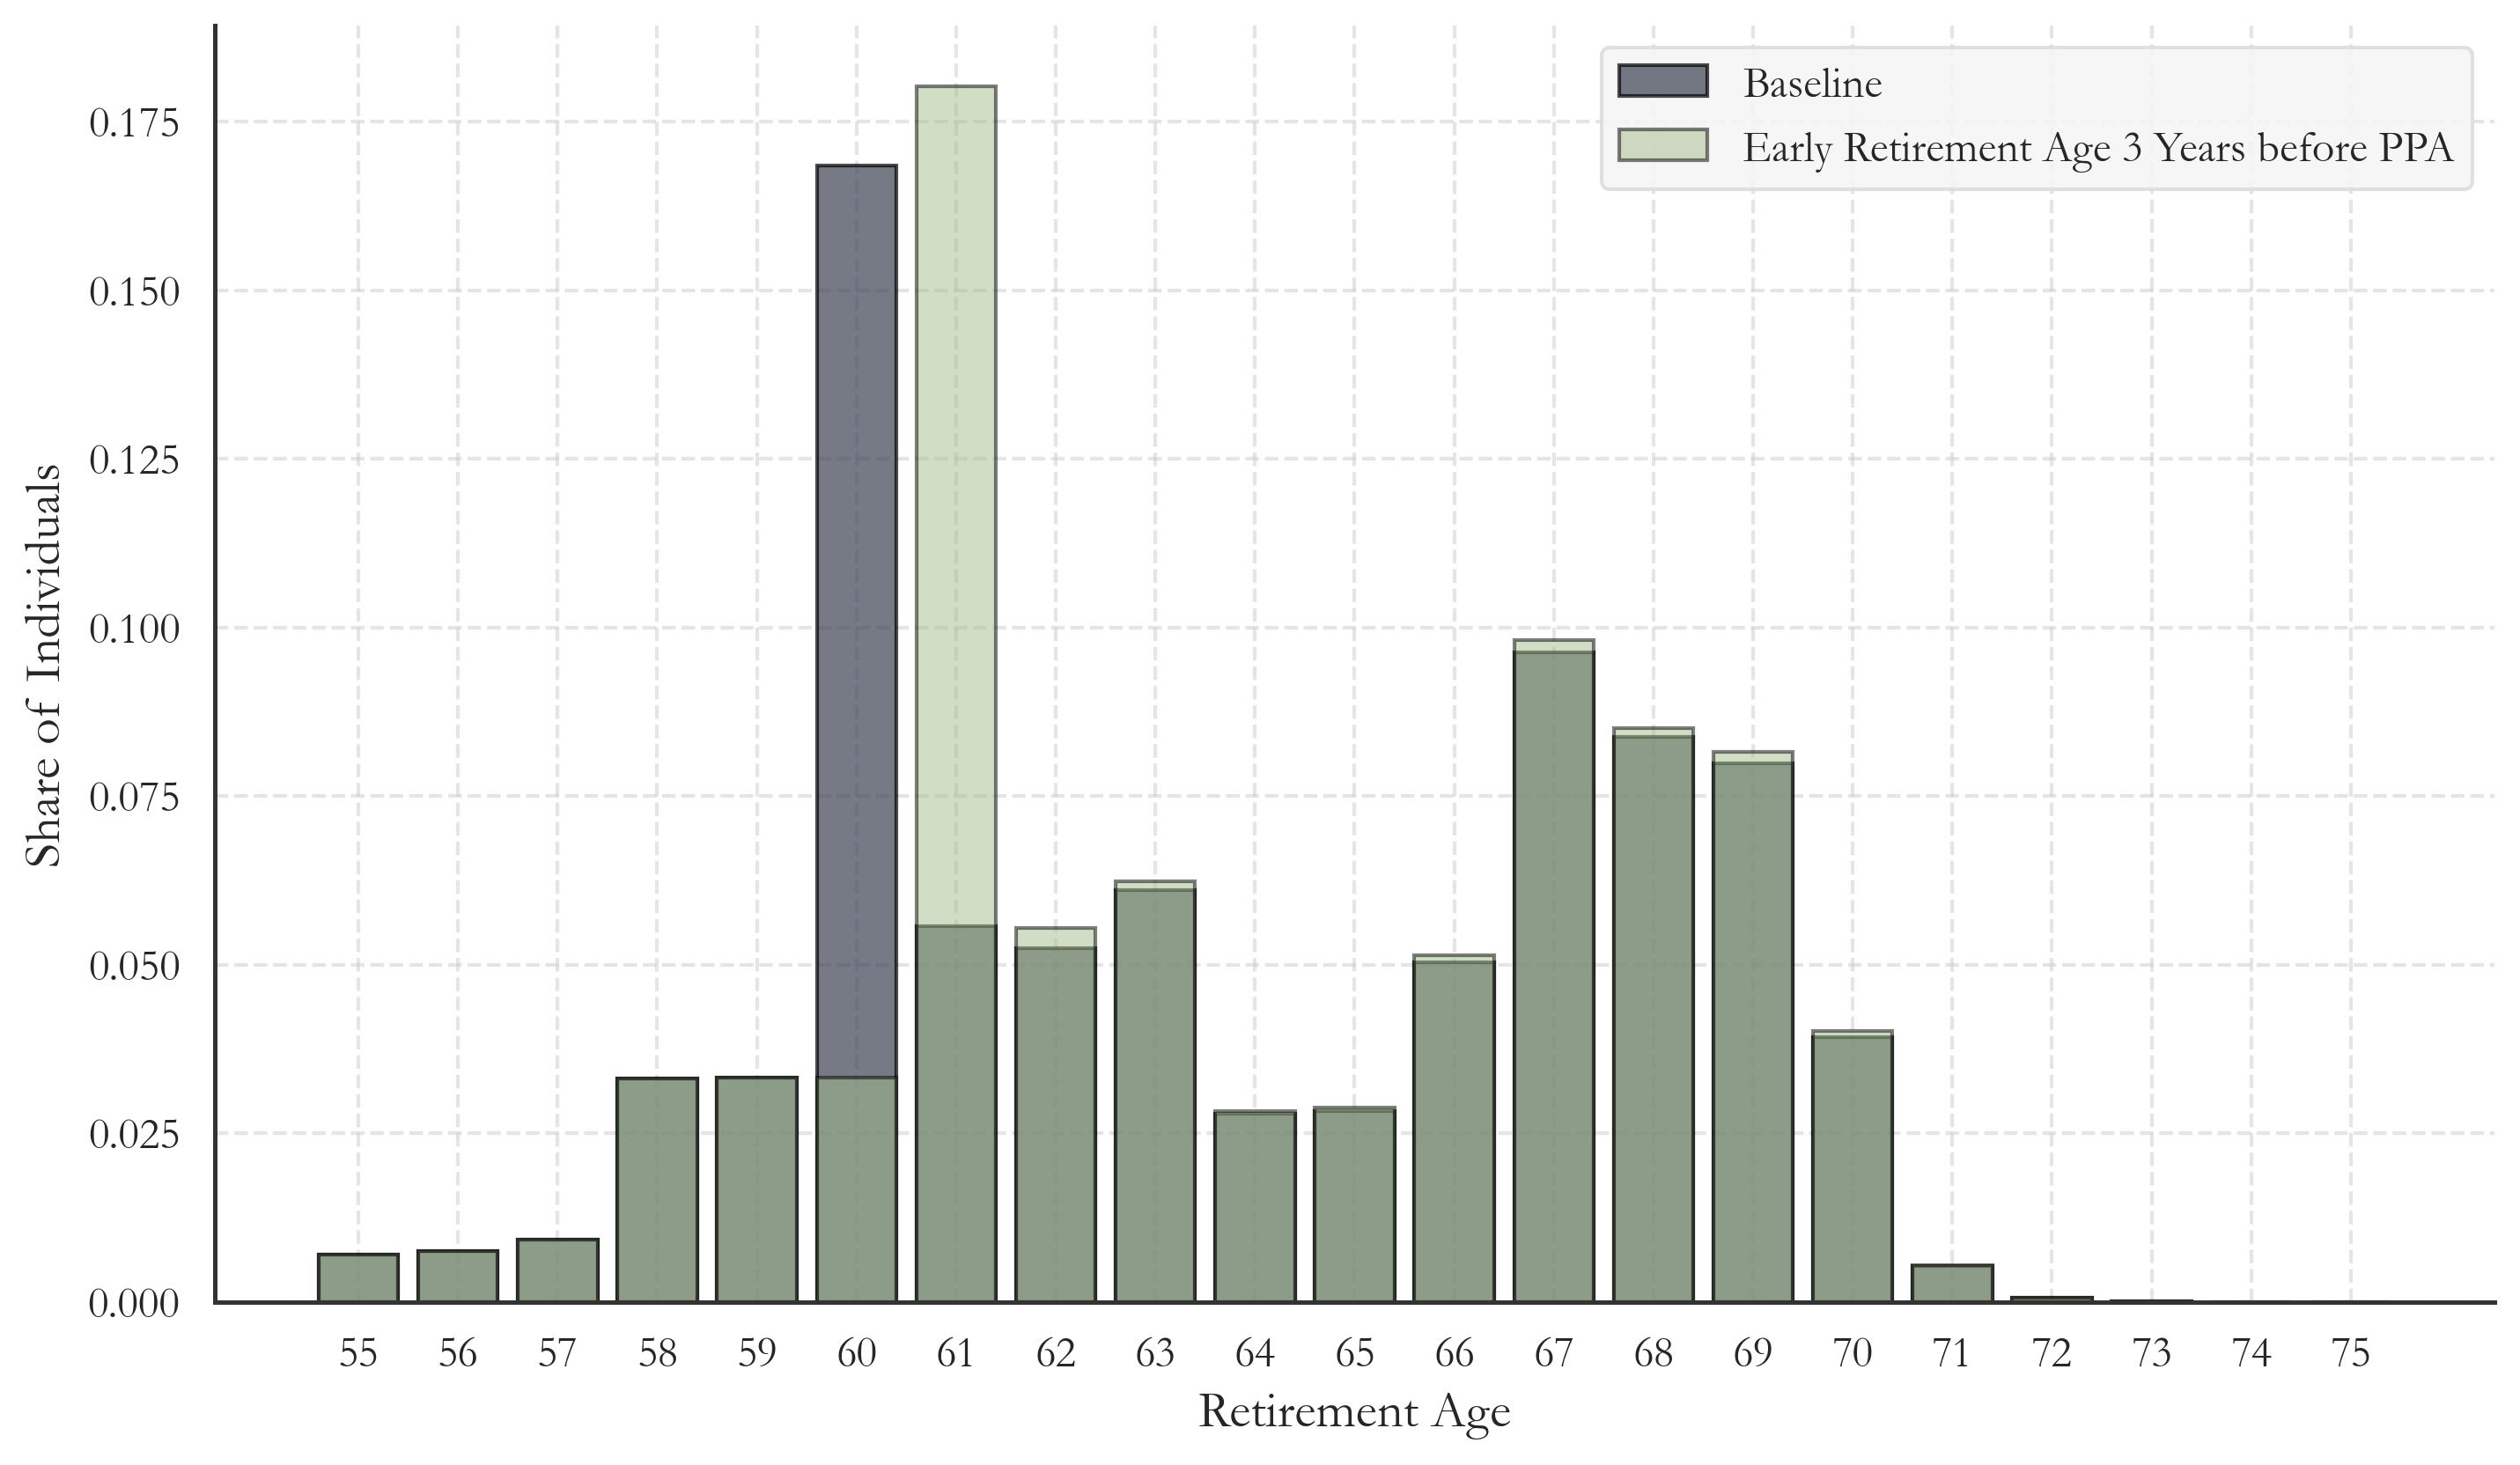 Baseline
Early Retirement Age 3 Years before PPA
Share of Individuals
0.175
0.150
0.125
0.100
0.075
0.050
0.025
0.000
55 56 57 58 59 60 61 62 63 64 65 66 67 68 69 70 71 72 73 74 75
Retirement Age